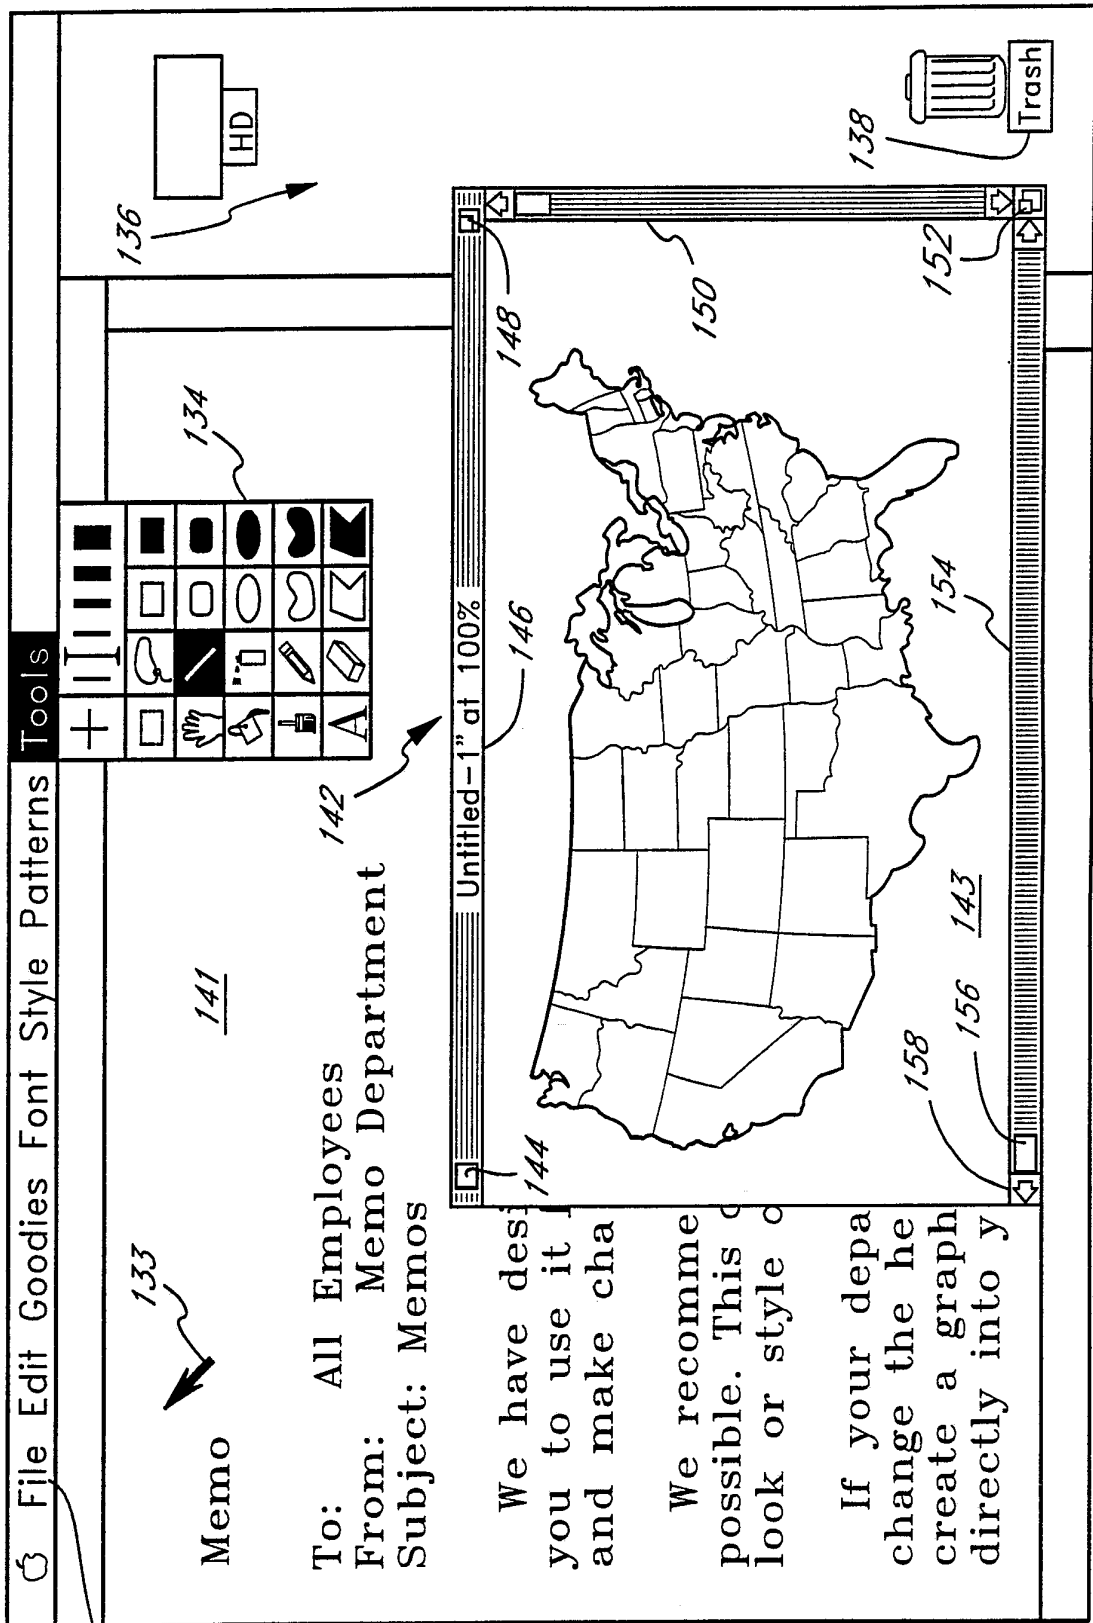 File Edit Goodies Font Style Patterns Tools
136
HD
133
141
134
Memo
To: All Employees
From: Memo Department
Subject: Memos
142
Untitled-1" at 100%
144
146
148
150
We have desi
you to use it
and make cha
We recomme
possible. This
look or style o
If your depa
change the he
create a graph
directly into y
158
156
143
154
152
138
Trash
A